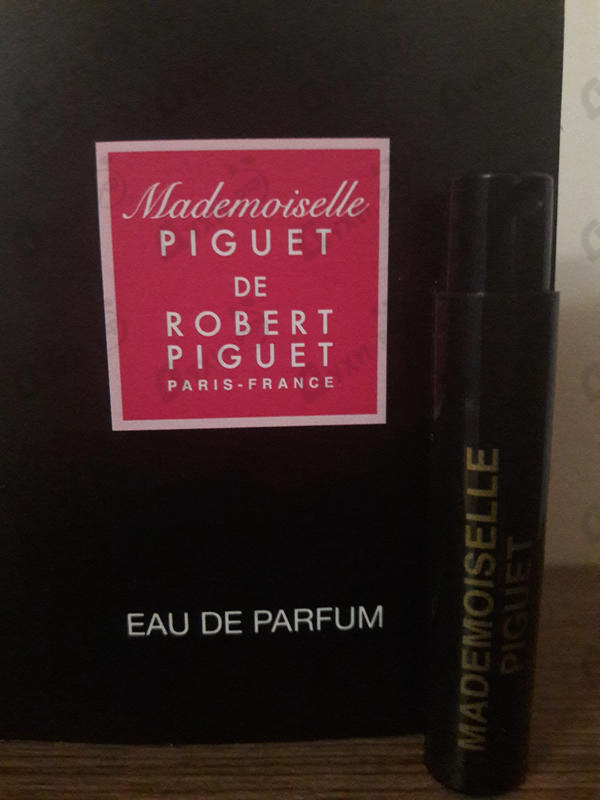 Mademoiselle
PIGUET
DE
ROBERT
PIGUET
PARIS-FRANCE
EAU DE PARFUM
MADEMOISELLE
PIGUET